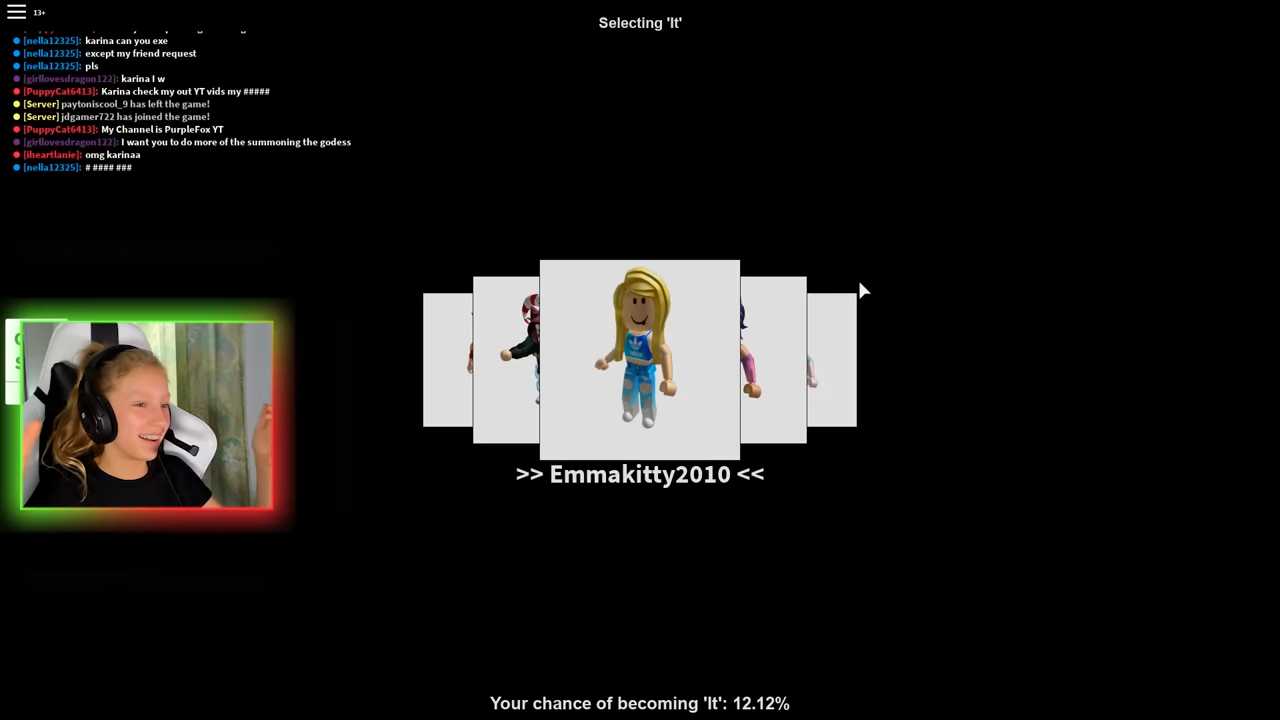 13+
Selecting 'It'
[nella12325]: karina can you exe
[nella12325]: except my friend request
[nella12325]: pls
[girllovesdragon122]: karina I w
[PuppyCat6413]: Karina check my out YT vids my #####
[Server] paytoniscool_9 has left the game!
[Server] jdgamer722 has joined the game!
[PuppyCat6413]: My Channel is PurpleFox YT
[girllovesdragon122]: I want you to do more of the summoning the godess
[iheartlanie]: omg karinaa
[nella12325]: # #### ###
>> Emmakitty2010 <<
Your chance of becoming 'It': 12.12%